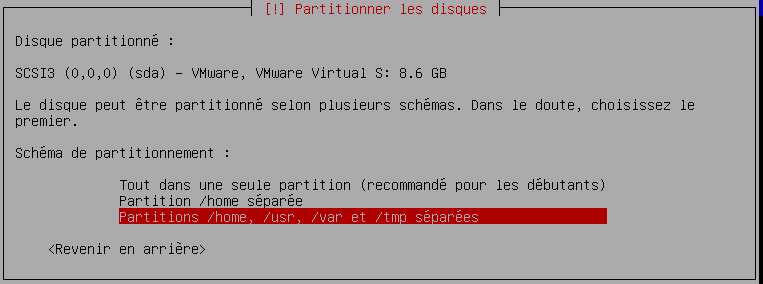 [!] Partitionner les disques
Disque partitionné :
SCSI3 (0,0,0) (sda) - VMware, VMware Virtual S: 8.6 GB
Le disque peut être partitionné selon plusieurs schémas. Dans le doute, choisissez le
premier.
Schéma de partitionnement :
Tout dans une seule partition (recommandé pour les débutants)
Partition /home séparée
Partitions /home, /usr, /var et /tmp séparées
<Revenir en arrière>